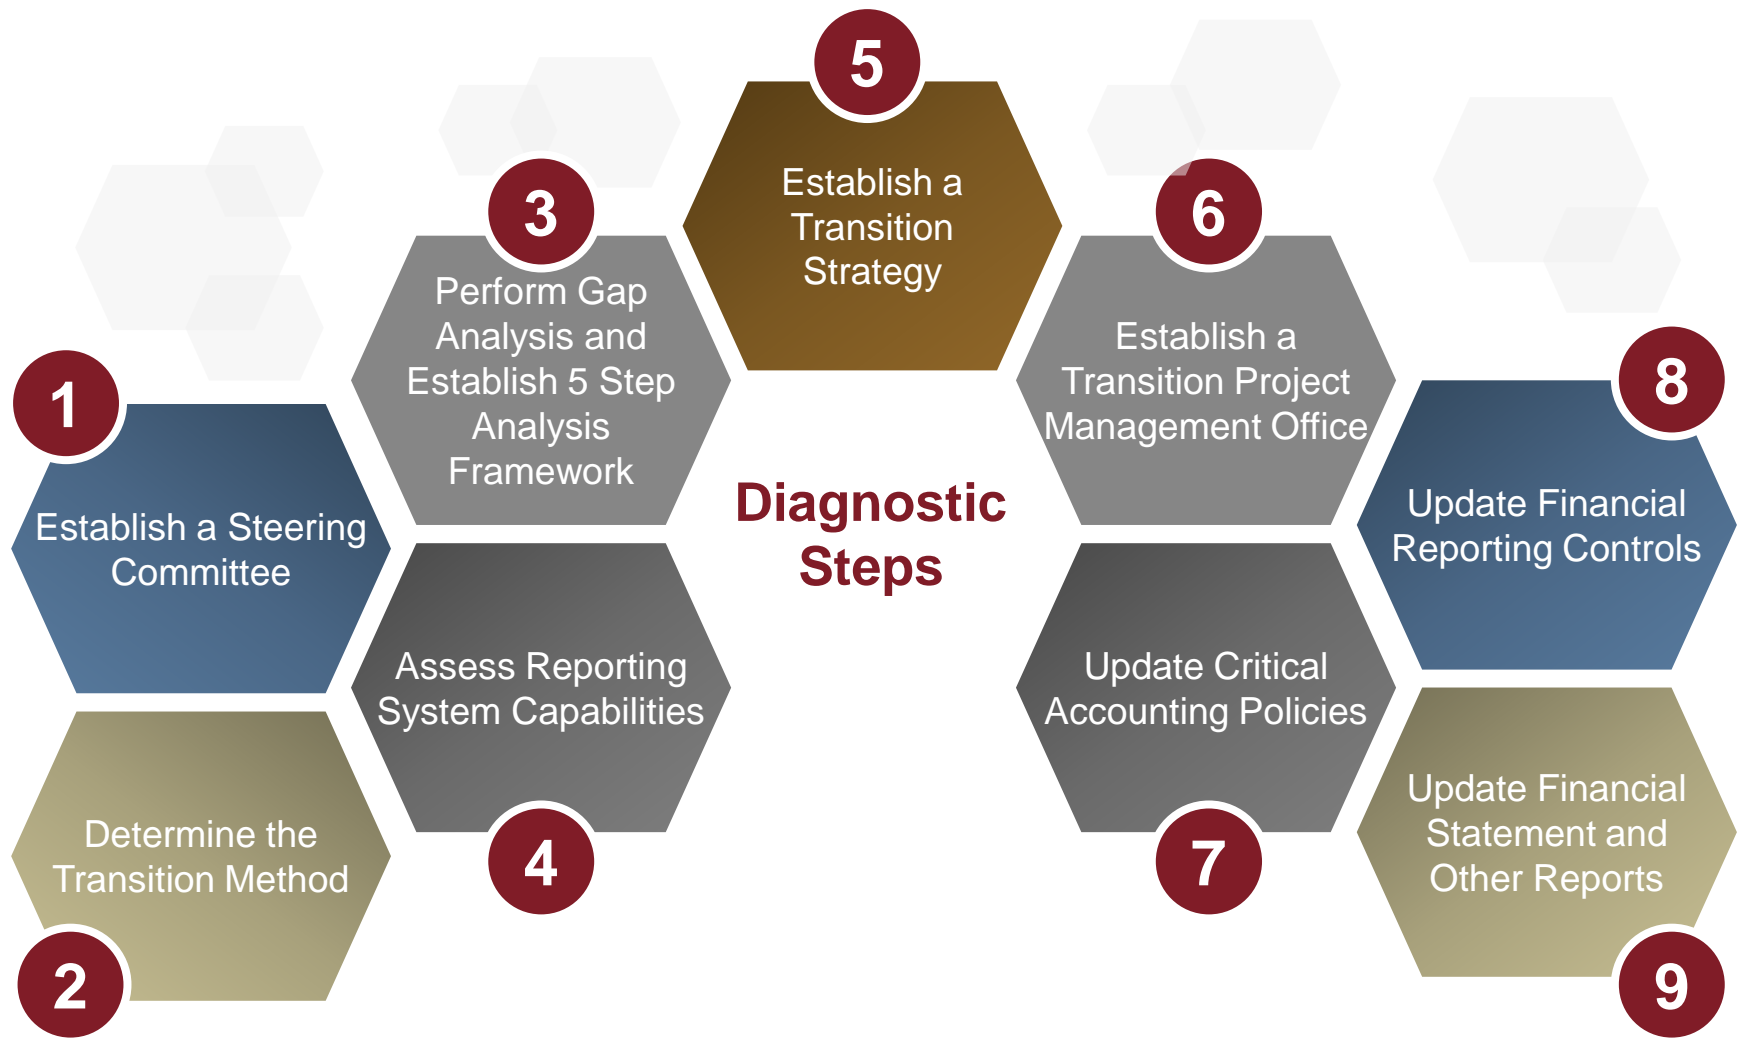 1
Establish a Steering
Committee
2
Determine the
Transition Method
3
Perform Gap
Analysis and
Establish 5 Step
Analysis
Framework
4
Assess Reporting
System Capabilities
5
Establish a
Transition
Strategy
Diagnostic
Steps
6
Establish a
Transition Project
Management Office
7
Update Critical
Accounting Policies
8
Update Financial
Reporting Controls
9
Update Financial
Statement and
Other Reports